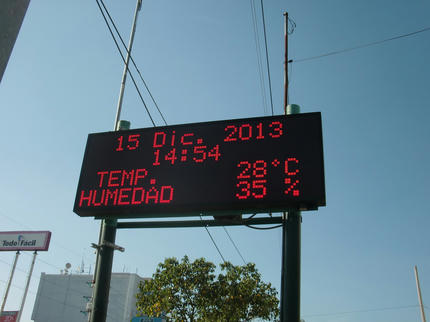 15 Dic. 2013
14:54
TEMP. 28°C
HUMEDAD 35 %
Todo Fácil